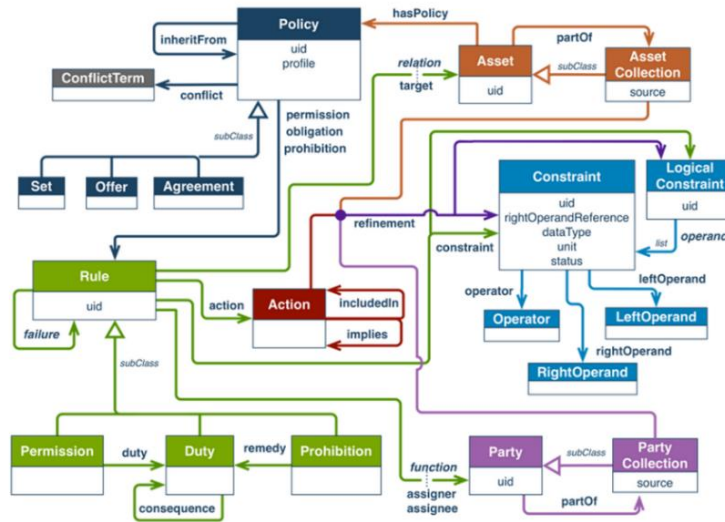 Policy
uid
profile
inheritFrom
ConflictTerm
conflict
hasPolicy
relation
target
Asset
uid
partOf
subClass
Asset
Collection
source
permission
obligation
prohibition
subClass
Set
Offer
Agreement
refinement
constraint
Constraint
uid
rightOperandReference
dataType
unit
status
Logical
Constraint
uid
operand
list
Rule
uid
failure
action
Action
includedIn
implies
operator
Operator
leftOperand
LeftOperand
rightOperand
RightOperand
subClass
Permission
duty
Duty
remedy
Prohibition
consequence
function
assigner
assignee
Party
uid
subClass
partOf
Party
Collection
source